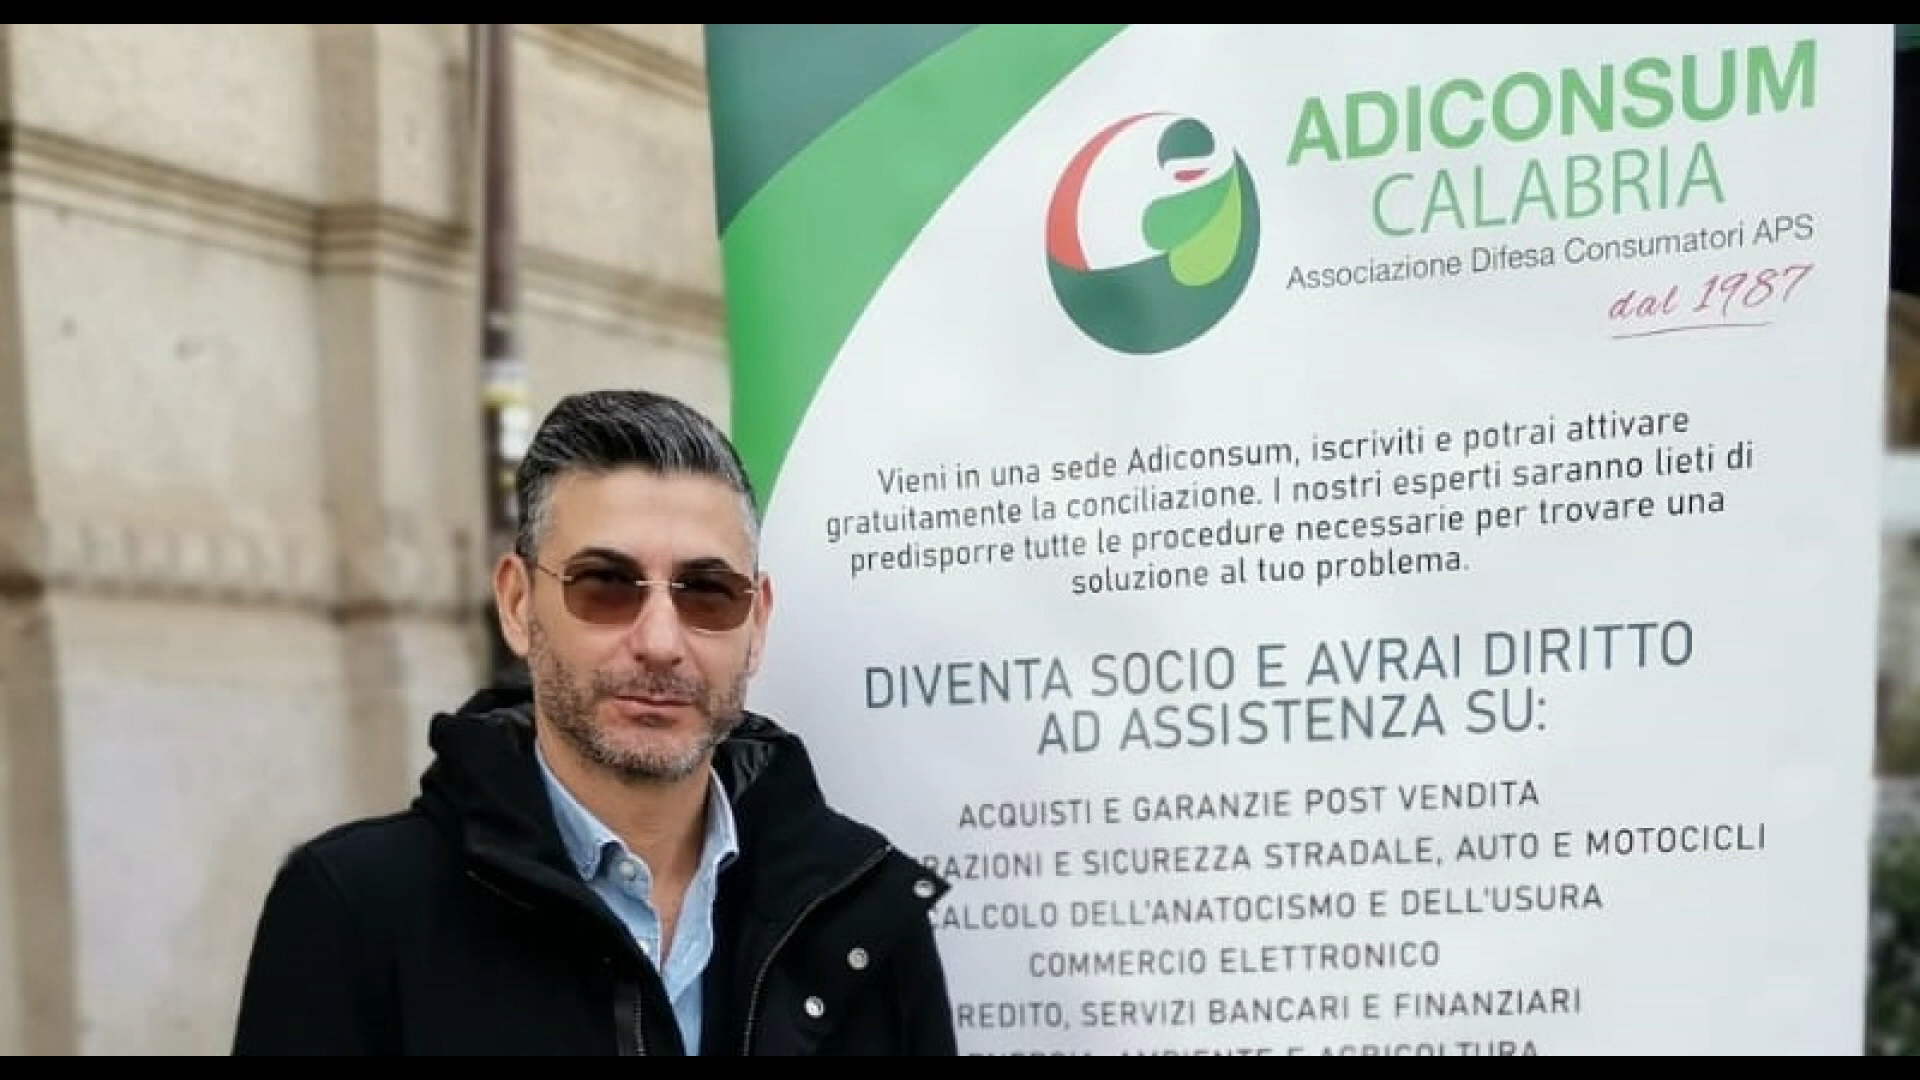 ADICONSUM
CALABRIA
Associazione Difesa Consumatori APS
dal 1987
Vieni in una sede Adiconsum, iscriviti e potrai attivare
gratuitamente la conciliazione. I nostri esperti saranno lieti di
predisporre tutte le procedure necessarie per trovare una
soluzione al tuo problema.
DIVENTA SOCIO E AVRAI DIRITTO
AD ASSISTENZA SU:
ACQUISTI E GARANZIE POST VENDITA
RAZIONI E SICUREZZA STRADALE, AUTO E MOTOCICLI
CALCOLO DELL'ANATOCISMO E DELL'USURA
COMMERCIO ELETTRONICO
REDITO, SERVIZI BANCARI E FINANZIARI
ENERGIA, AMBIENTE E AGRICOLTURA